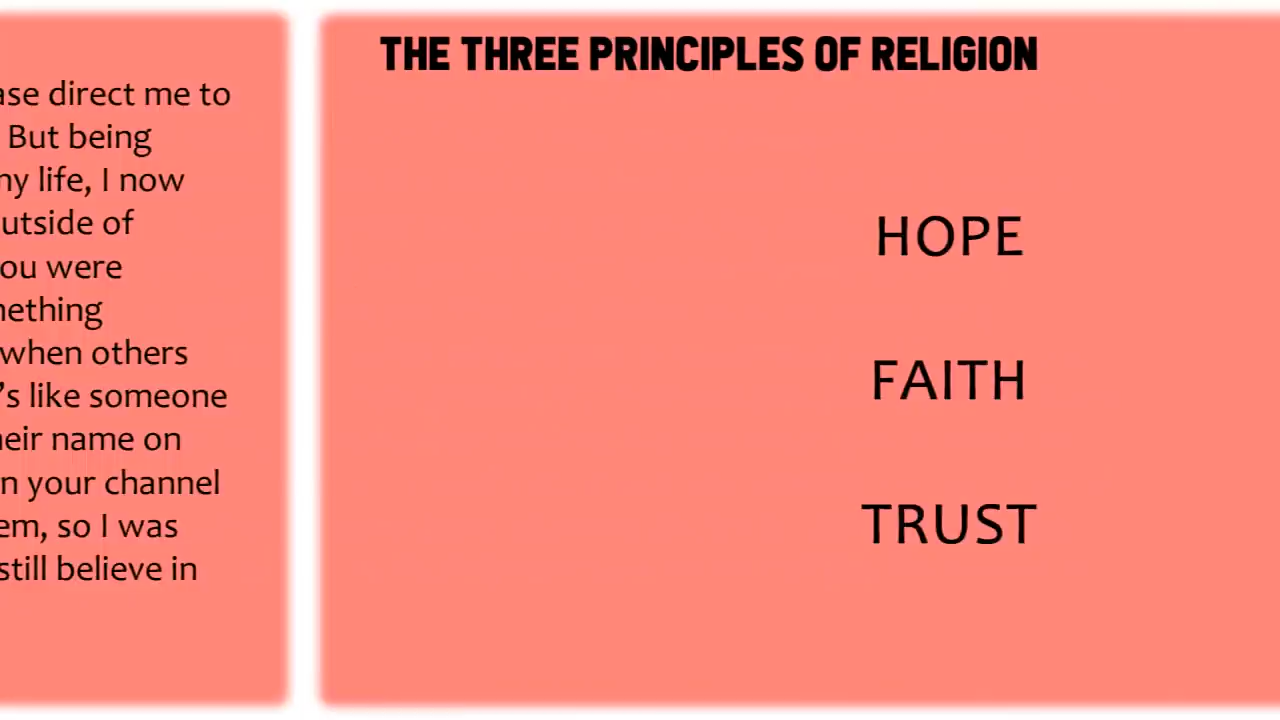 ase direct me to
But being
ny life, I now
utside of
ou were
nething
when others
’s like someone
heir name on
n your channel
em, so I was
still believe in
THE THREE PRINCIPLES OF RELIGION
HOPE
FAITH
TRUST